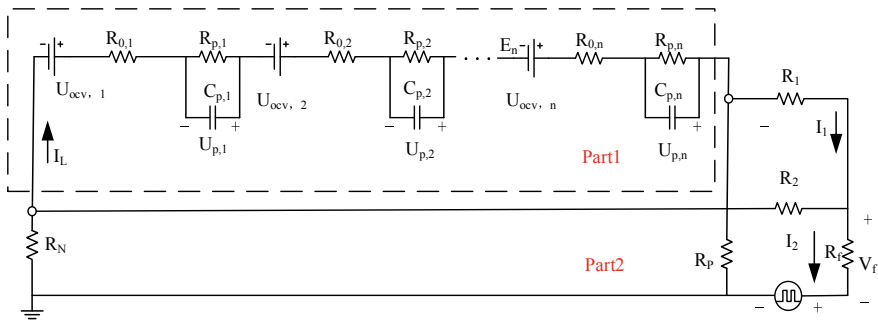 - + R0,1 Rp,1 - + R0,2 Rp,2 · · · En - + R0,n Rp,n
Uocv, 1 Cp,1 Uocv, 2 Cp,2 Uocv, n Cp,n R1
- + - + - + -
IL Up,1 Up,2 Up,n I1
Part1
R2
+
RN Part2 RP I2 Rf Vf
- + -